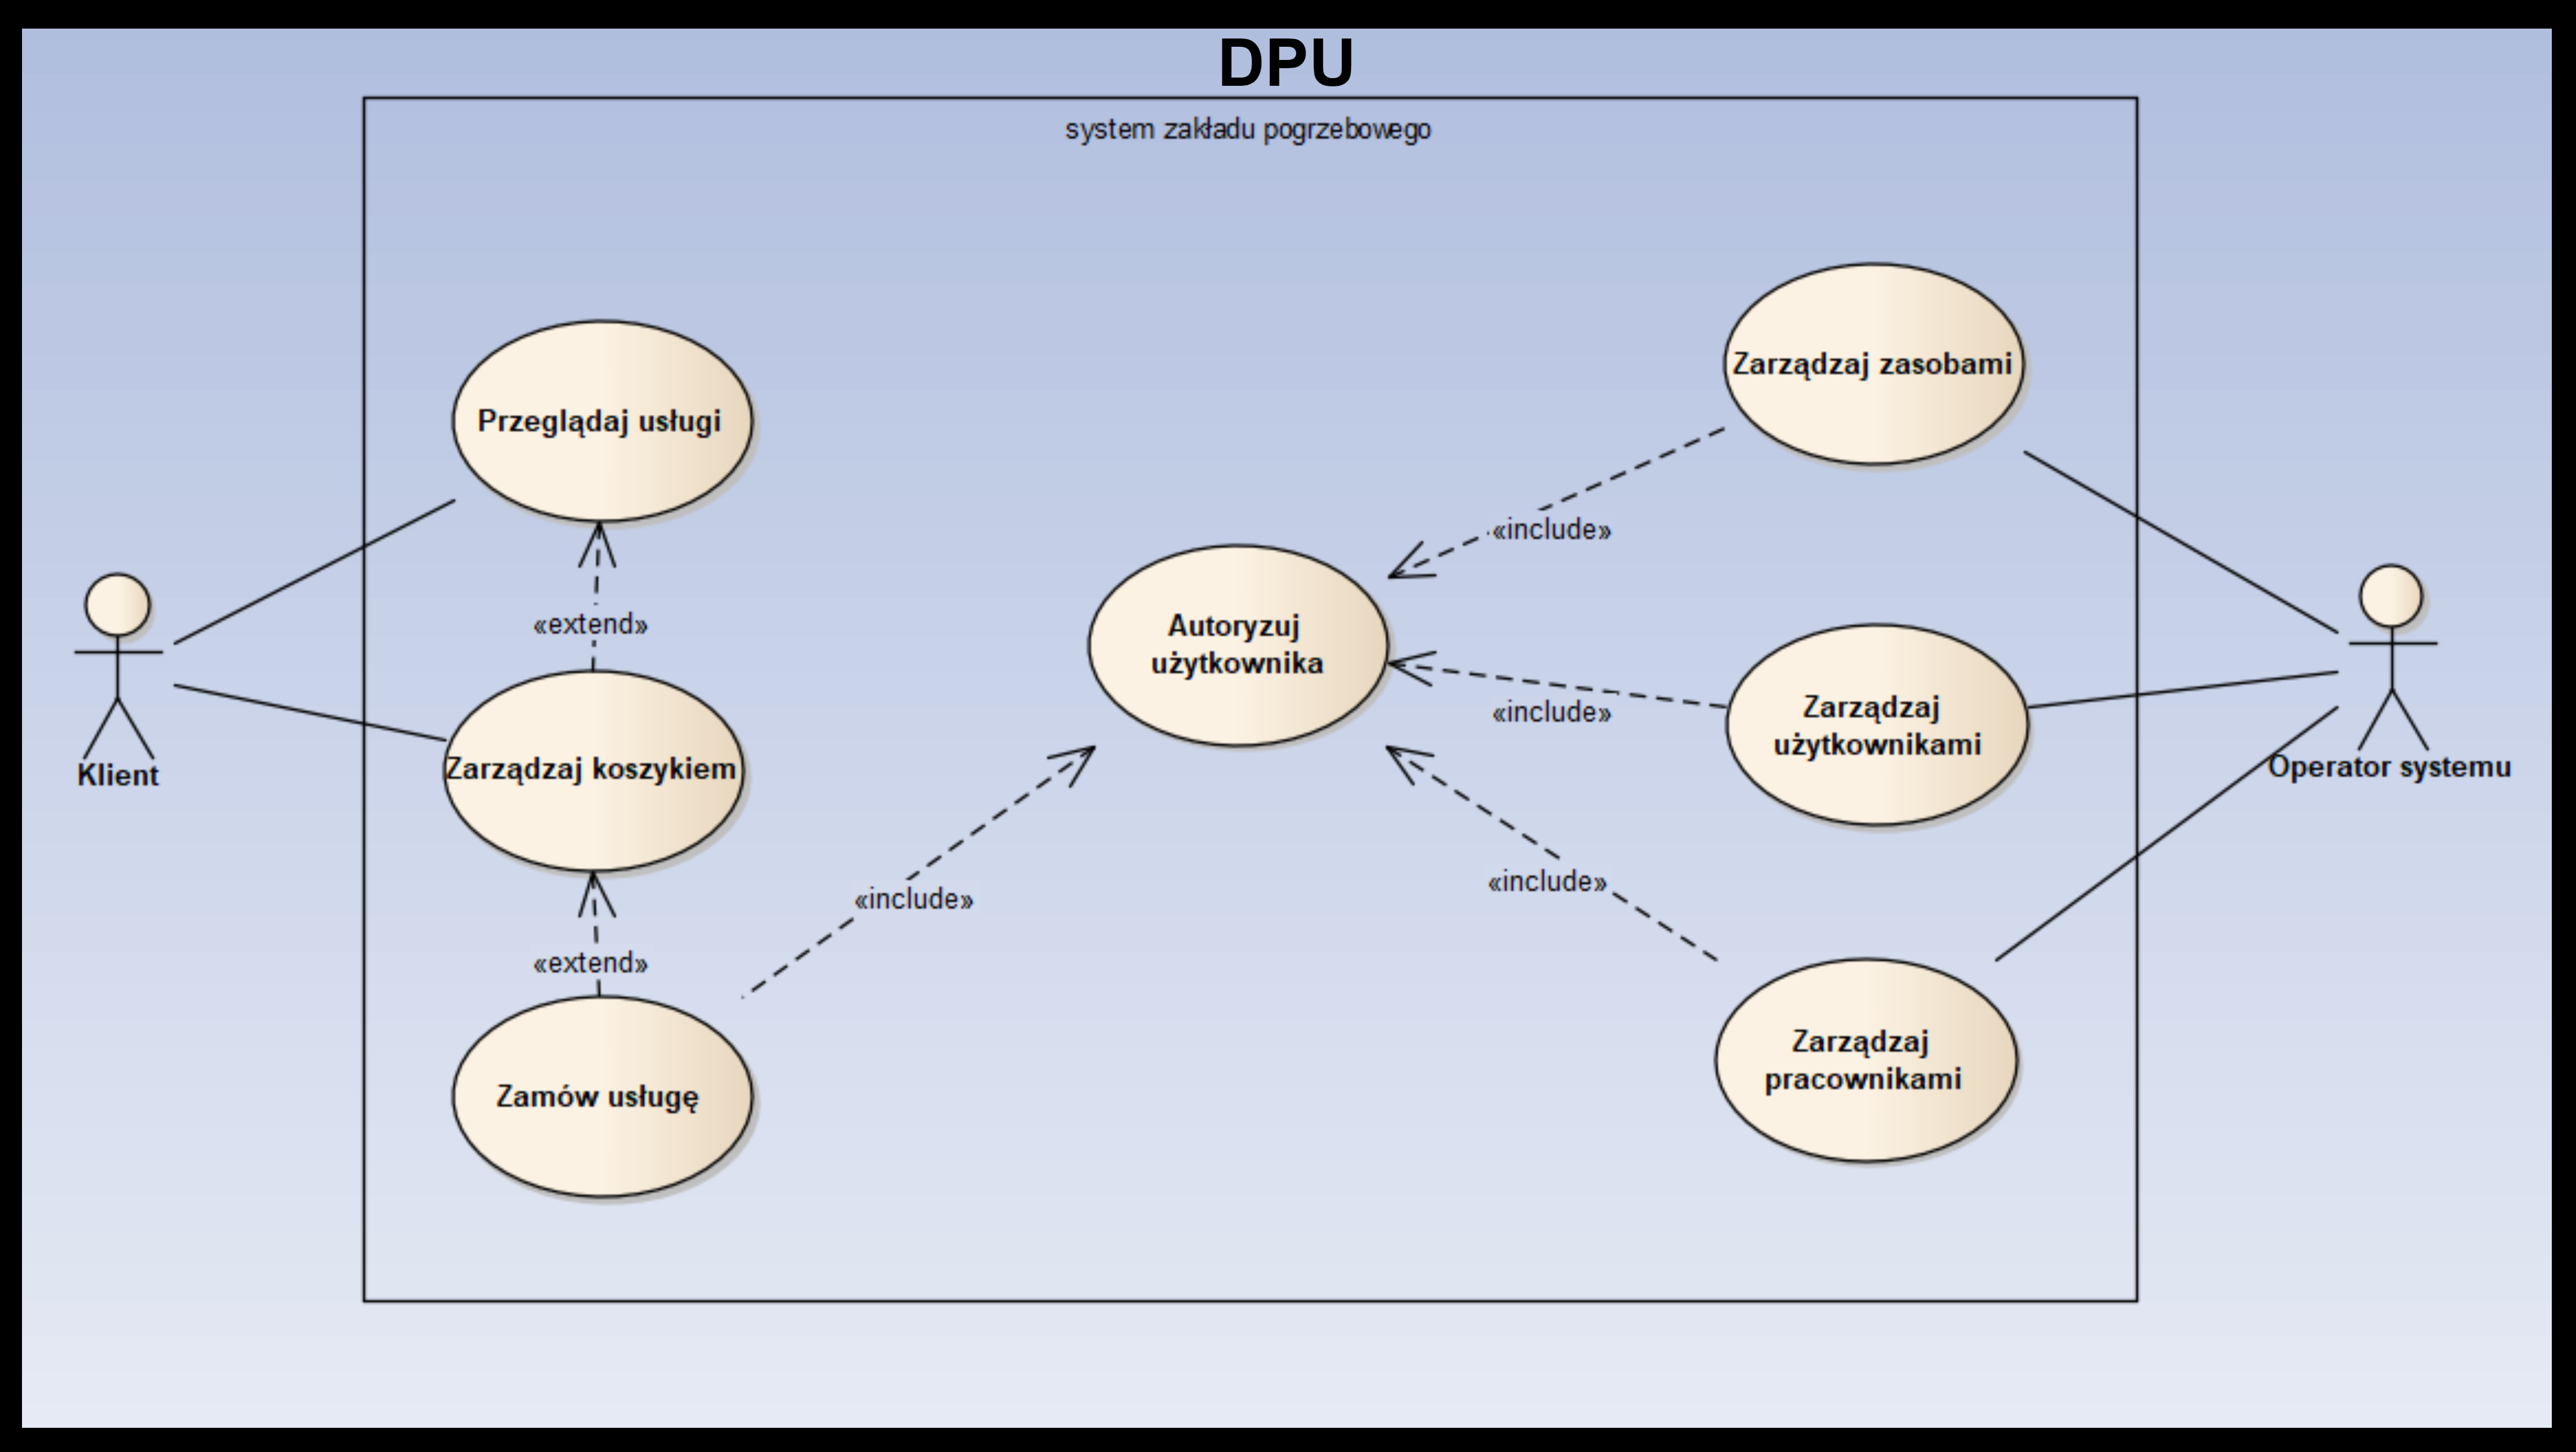 DPU
system zakładu pogrzebowego
Zarządzaj zasobami
Przeglądaj usługi
«include»
«extend»
Autoryzuj
użytkownika
Zarządzaj
użytkownikami
«include»
Klient
Zarządzaj koszykiem
Operator systemu
«include»
«include»
«extend»
Zarządzaj
pracownikami
Zamów usługę